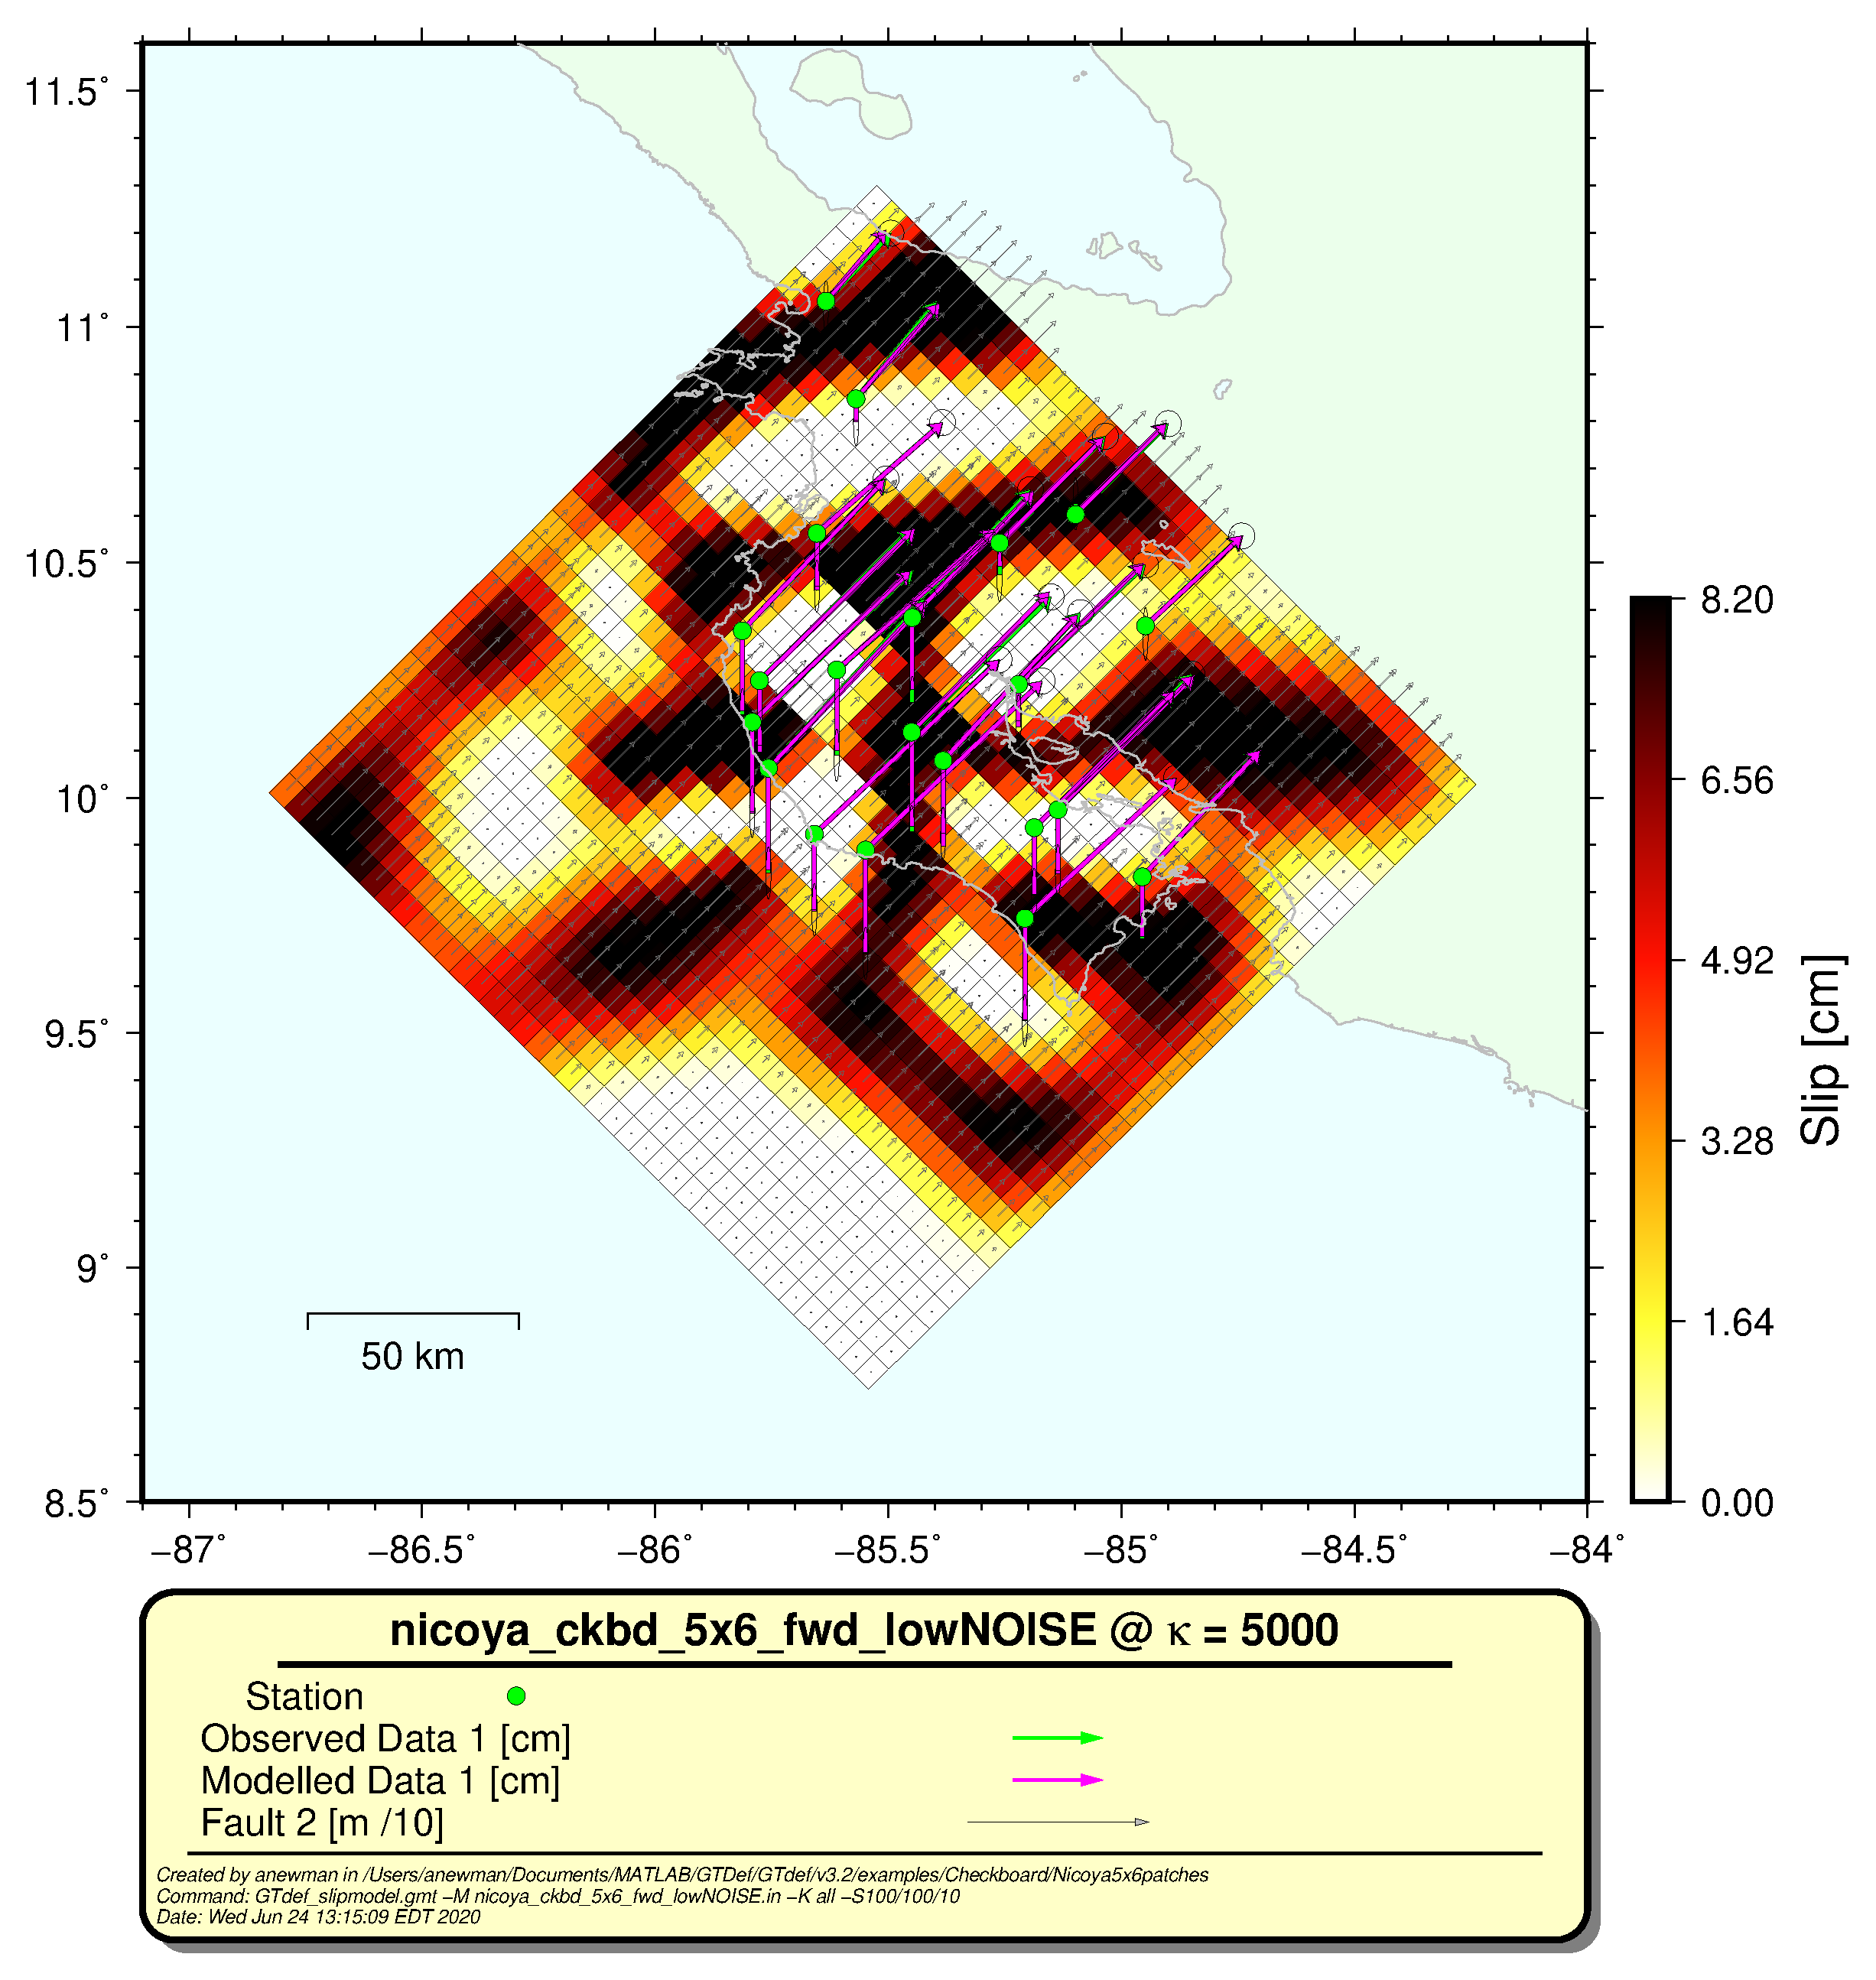 11.5°
11°
10.5°
10°
9.5°
9°
8.5°
−87°
−86.5°
−86°
−85.5°
−85°
−84.5°
−84°
50 km
8.20
6.56
4.92
3.28
1.64
0.00
Slip [cm]
nicoya_ckbd_5x6_fwd_lowNOISE @ κ = 5000
Station
Observed Data 1 [cm]
Modelled Data 1 [cm]
Fault 2 [m /10]
Created by anewman in /Users/anewman/Documents/MATLAB/GTDef/GTdef/v3.2/examples/Checkboard/Nicoya5x6patches
Command: GTdef_slipmodel.gmt −M nicoya_ckbd_5x6_fwd_lowNOISE.in −K all −S100/100/10
Date: Wed Jun 24 13:15:09 EDT 2020